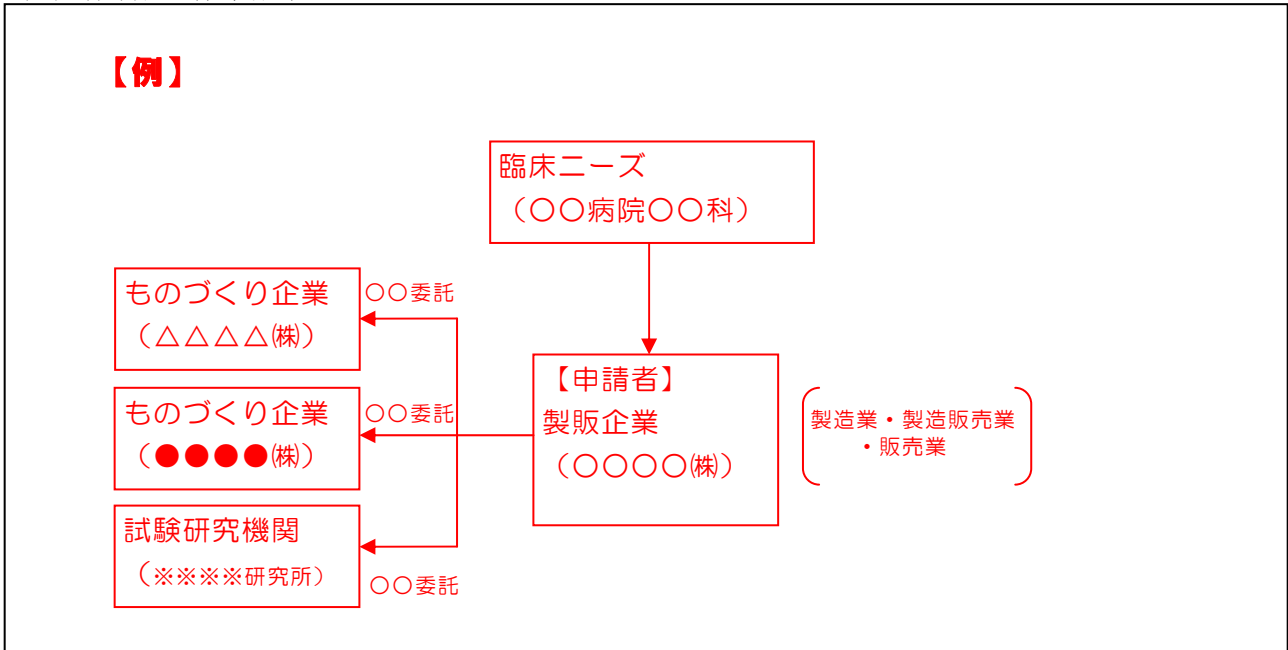 【例】
臨床ニーズ
（〇〇病院〇〇科）
ものづくり企業
（△△△△㈱）
〇〇委託
ものづくり企業
（●●●●㈱）
〇〇委託
試験研究機関
（※※※※研究所）
〇〇委託
【申請者】
製販企業
（〇〇〇〇㈱）
製造業・製造販売業
・販売業